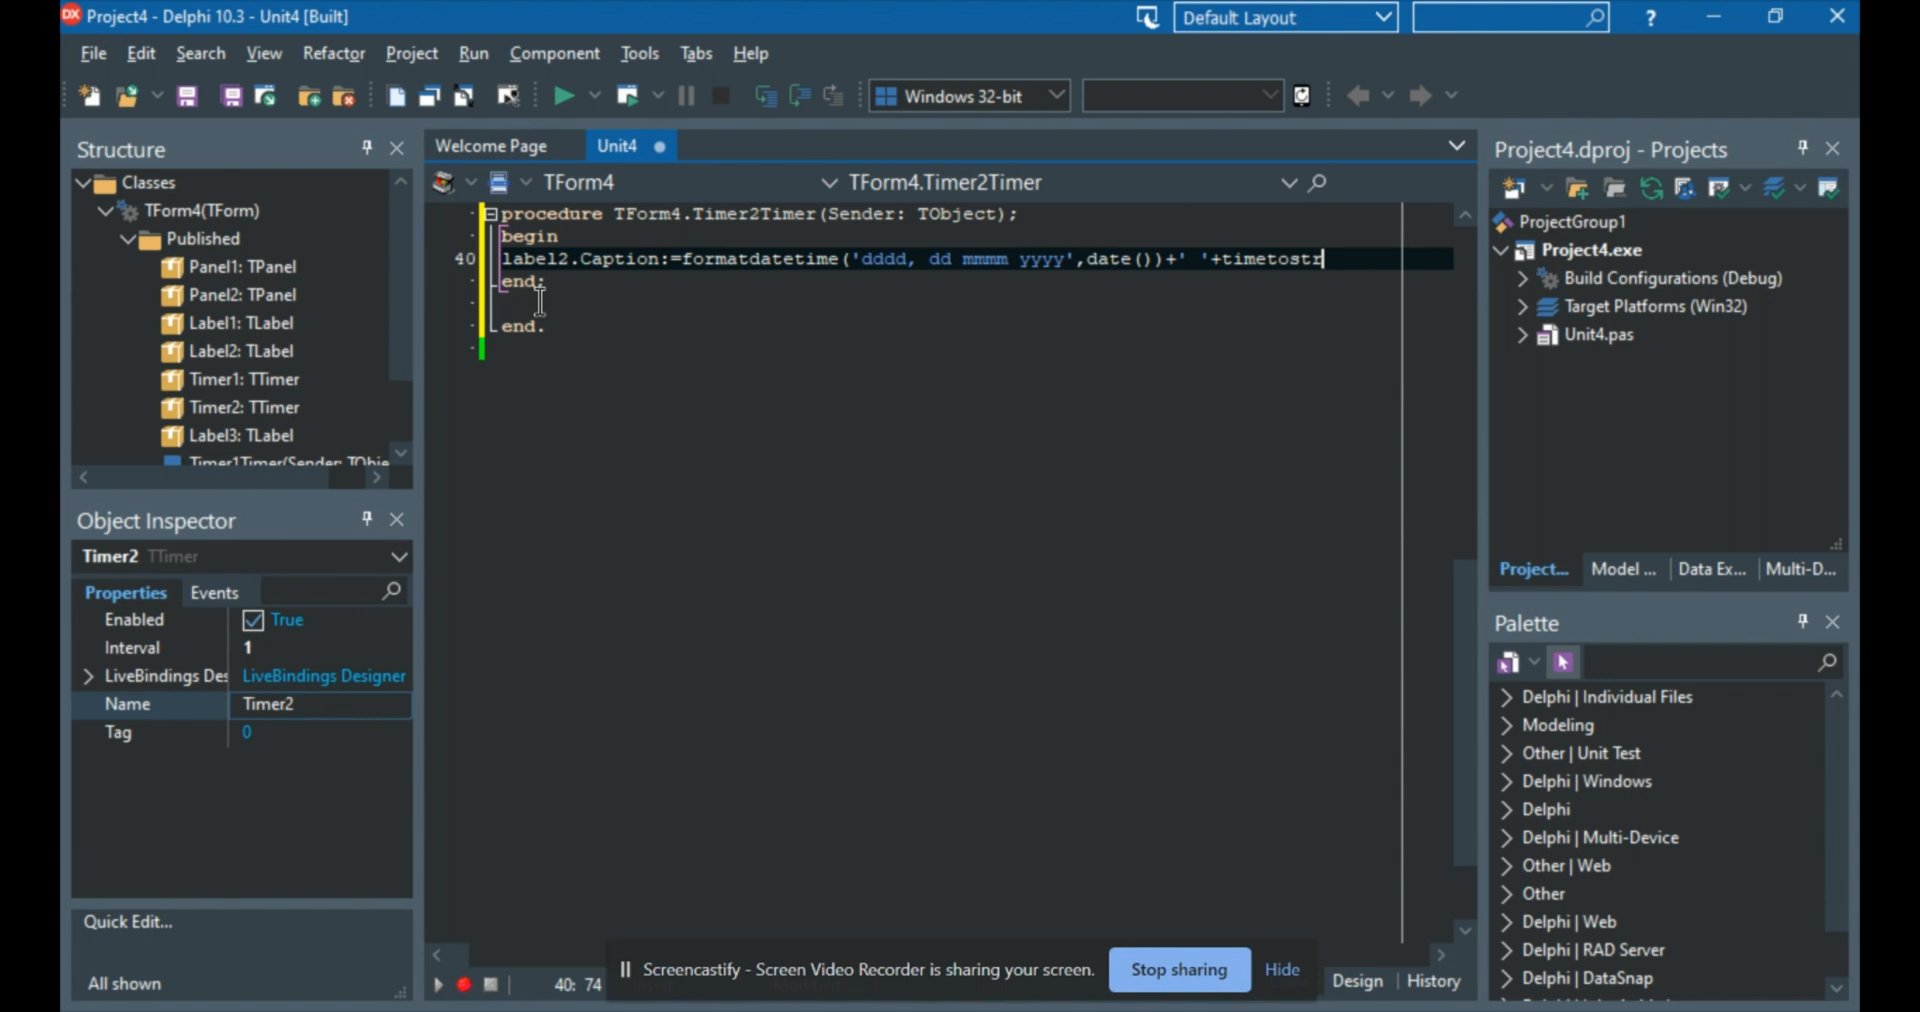 Project4 - Delphi 10.3 - Unit4 [Built]
Default Layout
?
File Edit Search View Refactor Project Run Component Tools Tabs Help
Windows 32-bit
Structure
Classes
TForm4(TForm)
Published
Panel1: TPanel
Panel2: TPanel
Label1: TLabel
Label2: TLabel
Timer1: TTimer
Timer2: TTimer
Label3: TLabel
Timer1Timer(Sender: TObje
Object Inspector
Timer2 TTimer
Properties Events
Enabled True
Interval 1
LiveBindings Des LiveBindings Designer
Name Timer2
Tag 0
Quick Edit...
All shown
Welcome Page Unit4
TForm4 TForm4.Timer2Timer
procedure TForm4.Timer2Timer(Sender: TObject);
begin
40 label2.Caption:=formatdatetime('dddd, dd mmmm yyyy',date())+' '+timetostr
end;
end.
40: 74
Screencastify - Screen Video Recorder is sharing your screen. Stop sharing Hide
Design History
Project4.dproj - Projects
ProjectGroup1
Project4.exe
Build Configurations (Debug)
Target Platforms (Win32)
Unit4.pas
Project... Model ... Data Ex... Multi-D...
Palette
Delphi | Individual Files
Modeling
Other | Unit Test
Delphi | Windows
Delphi
Delphi | Multi-Device
Other | Web
Other
Delphi | Web
Delphi | RAD Server
Delphi | DataSnap